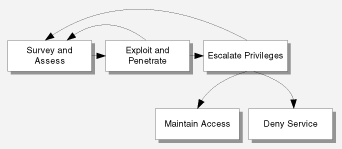 Survey and
Assess
Exploit and
Penetrate
Escalate Privileges
Maintain Access
Deny Service